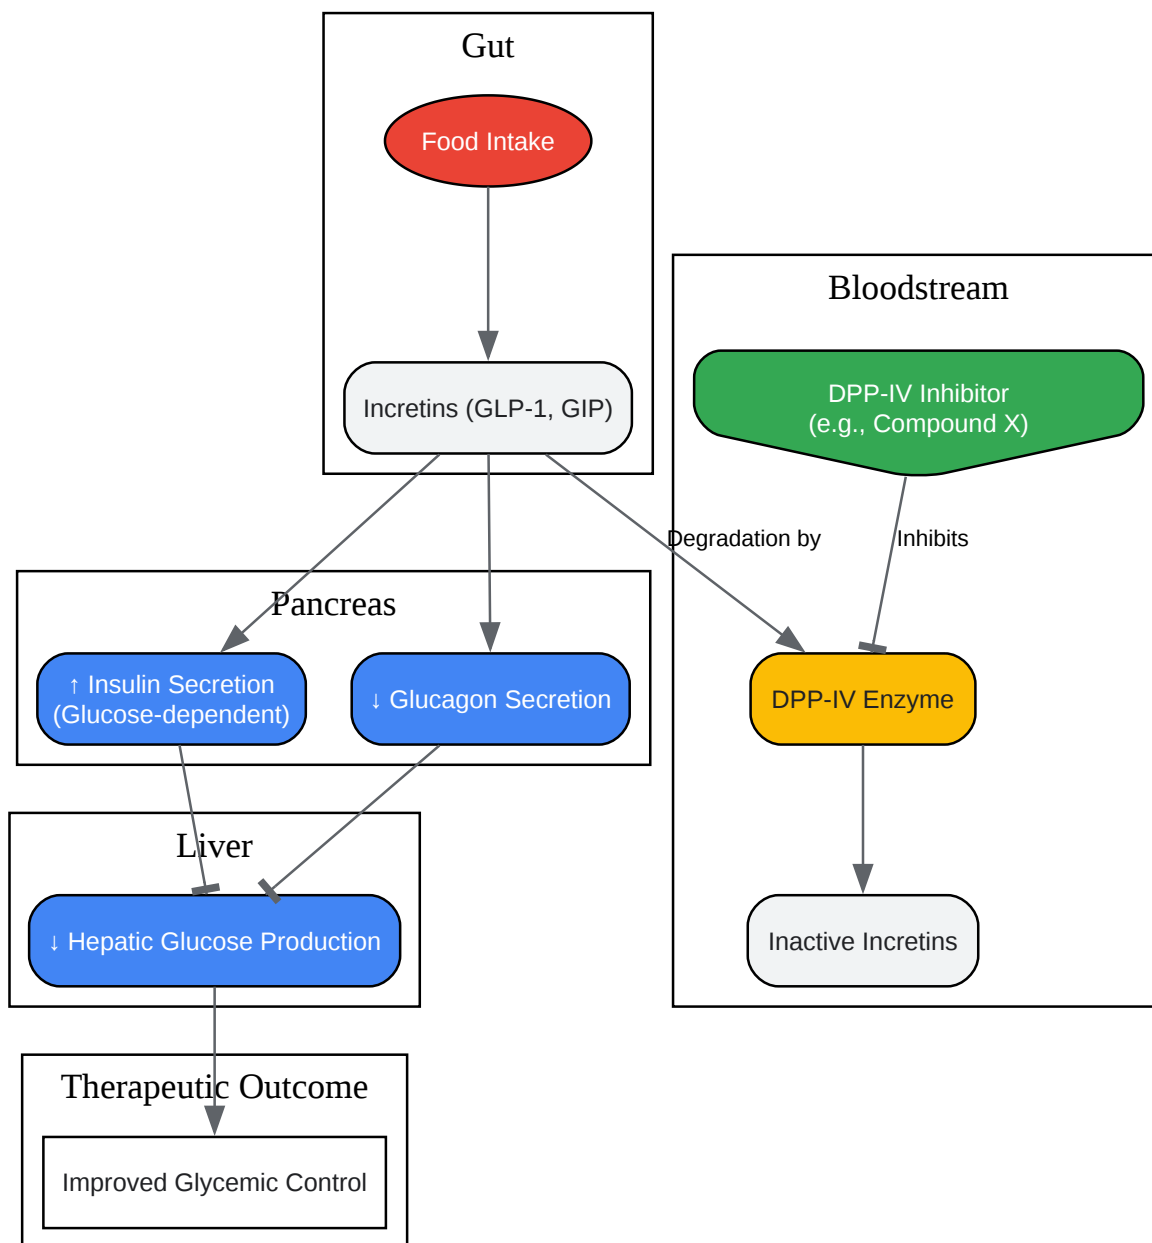 Gut
Food Intake
Incretins (GLP-1, GIP)
Bloodstream
DPP-IV Inhibitor
(e.g., Compound X)
Degradation by
Inhibits
Pancreas
↑ Insulin Secretion
(Glucose-dependent)
↓ Glucagon Secretion
DPP-IV Enzyme
Liver
↓ Hepatic Glucose Production
Inactive Incretins
Therapeutic Outcome
Improved Glycemic Control